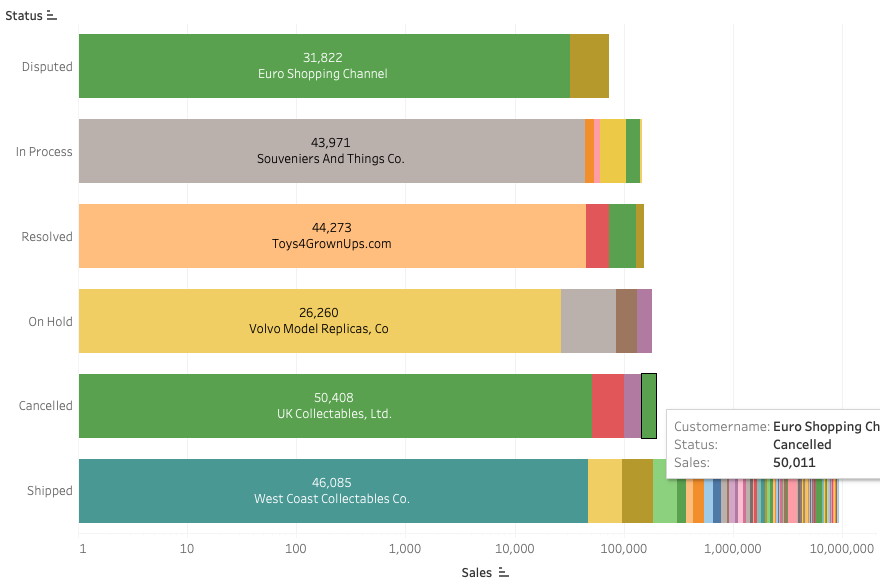 Status
Disputed
31,822
Euro Shopping Channel
In Process
43,971
Souveniers And Things Co.
Resolved
44,273
Toys4GrownUps.com
On Hold
26,260
Volvo Model Replicas, Co
Cancelled
50,408
UK Collectables, Ltd.
Customername: Euro Shopping Ch
Status: Cancelled
Sales: 50,011
Shipped
46,085
West Coast Collectables Co.
1 10 100 1,000 10,000 100,000 1,000,000 10,000,000
Sales